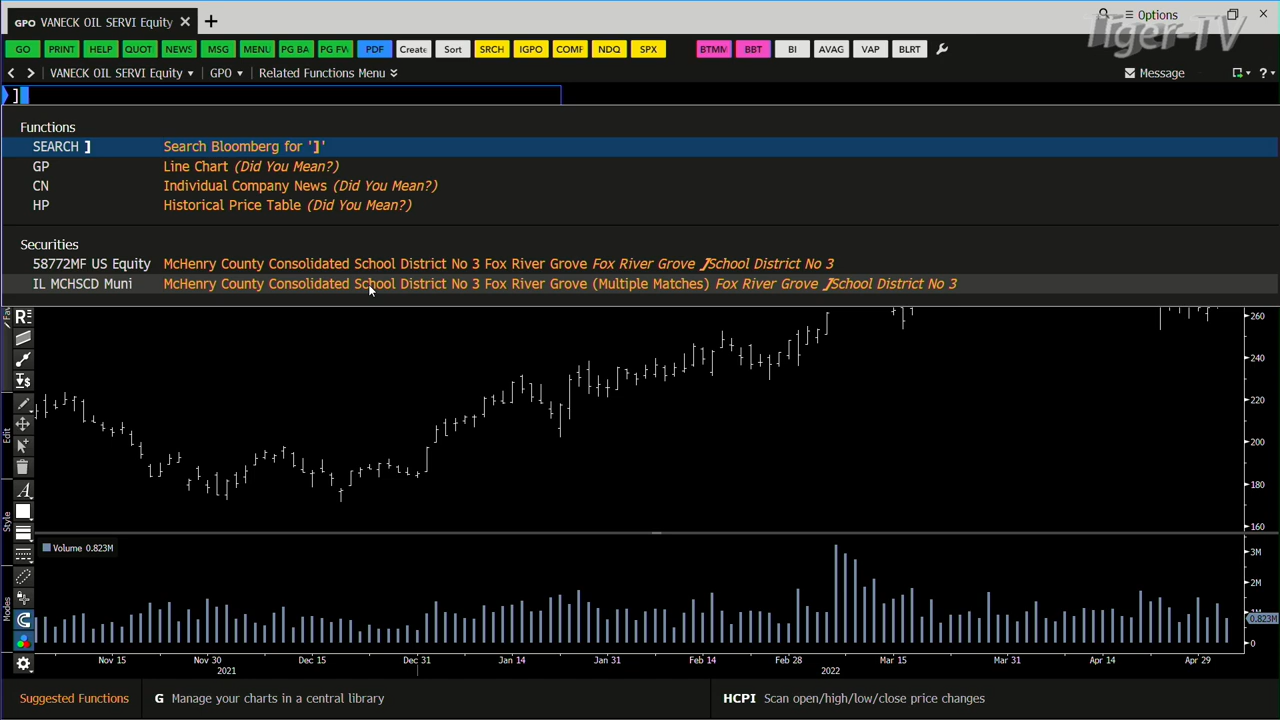 GPO VANECK OIL SERVI Equity
Options
Tiger-TV
GO PRINT HELP QUOT NEWS MSG MENU PG BA PG FW PDF Create Sort SRCH IGPO COMF NDQ SPX BTMM BBT BI AVAG VAP BLRT
VANECK OIL SERVI Equity GPO Related Functions Menu Message ?
]
Functions
SEARCH ] Search Bloomberg for ']'
GP Line Chart (Did You Mean?)
CN Individual Company News (Did You Mean?)
HP Historical Price Table (Did You Mean?)
Securities
58772MF US Equity McHenry County Consolidated School District No 3 Fox River Grove Fox River Grove JSchool District No 3
IL MCHSCD Muni McHenry County Consolidated School District No 3 Fox River Grove (Multiple Matches) Fox River Grove JSchool District No 3
260
240
220
200
180
160
Edit
Style
Modes
Volume 0.823M
3M
2M
0.823M
0
Nov 15 Nov 30 Dec 15 Dec 31 Jan 14 Jan 31 Feb 14 Feb 28 Mar 15 Mar 31 Apr 14 Apr 29
2021 2022
Suggested Functions G Manage your charts in a central library HCPI Scan open/high/low/close price changes